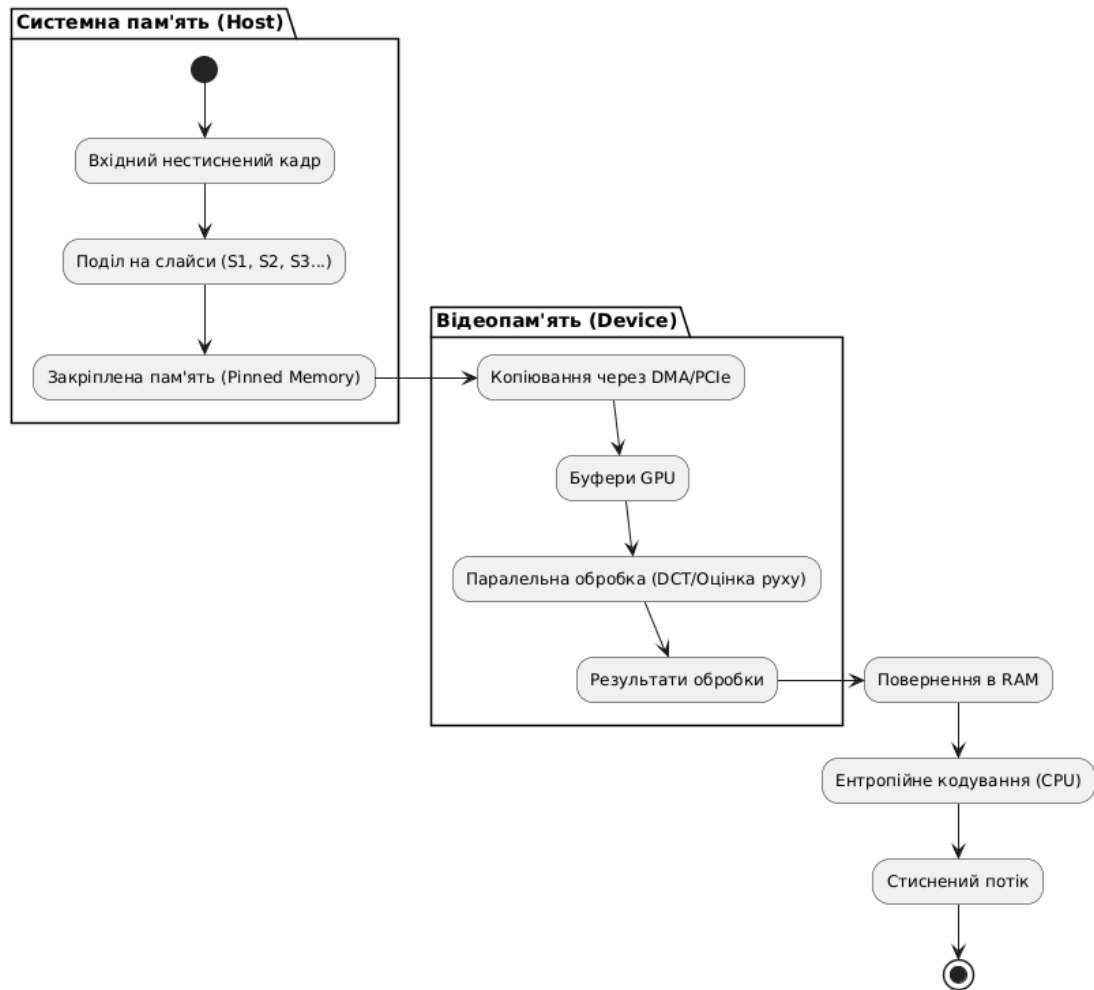 Системна пам'ять (Host)
Вхідний нестиснений кадр
Поділ на слайси (S1, S2, S3...)
Закріплена пам'ять (Pinned Memory)
Відеопам'ять (Device)
Копіювання через DMA/PCIe
Буфери GPU
Паралельна обробка (DCT/Оцінка руху)
Результати обробки
Повернення в RAM
Ентропійне кодування (CPU)
Стиснений потік